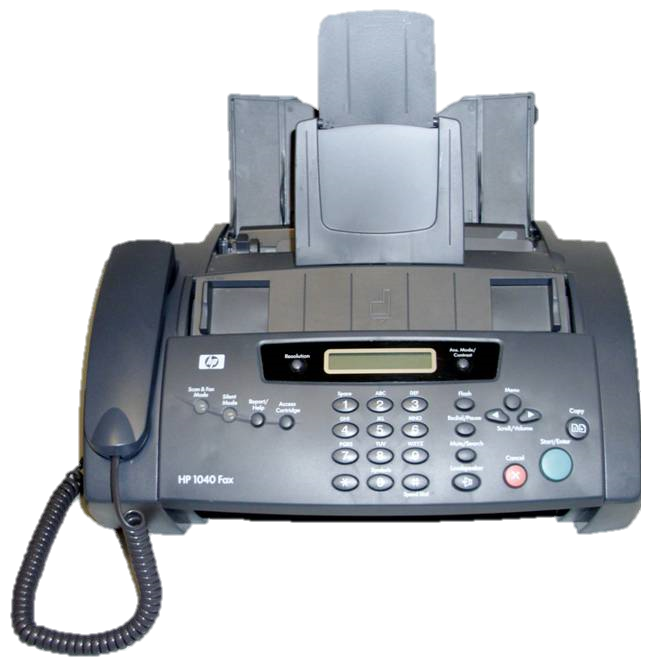 hp
Resolution
Ans. Mode/
Contrast
Scan & Fax
Mode
Silent
Mode
Report/
Help
Access
Cartridge
Space ABC DEF
1 2 3
GHI JKL MNO
4 5 6
PQRS TUV WXYZ
7 8 9
Symbols
* 0 #
Speed Dial
Flash
Redial/Pause
Mute/Search
Loudspeaker
Menu
Scroll/Volume
Copy
Start/Enter
Cancel
HP 1040 Fax